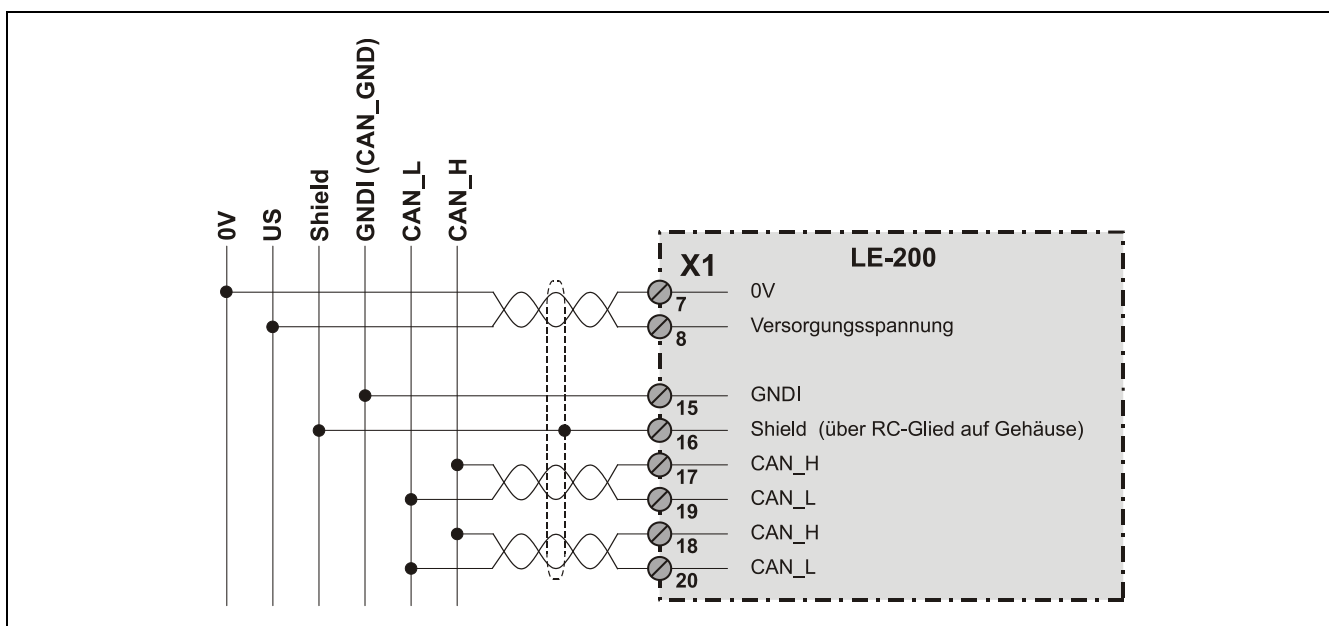 0V
US
Shield
GNDI (CAN_GND)
CAN_L
CAN_H
X1
LE-200
7 0V
8 Versorgungsspannung
15 GNDI
16 Shield (über RC-Glied auf Gehäuse)
17 CAN_H
19 CAN_L
18 CAN_H
20 CAN_L